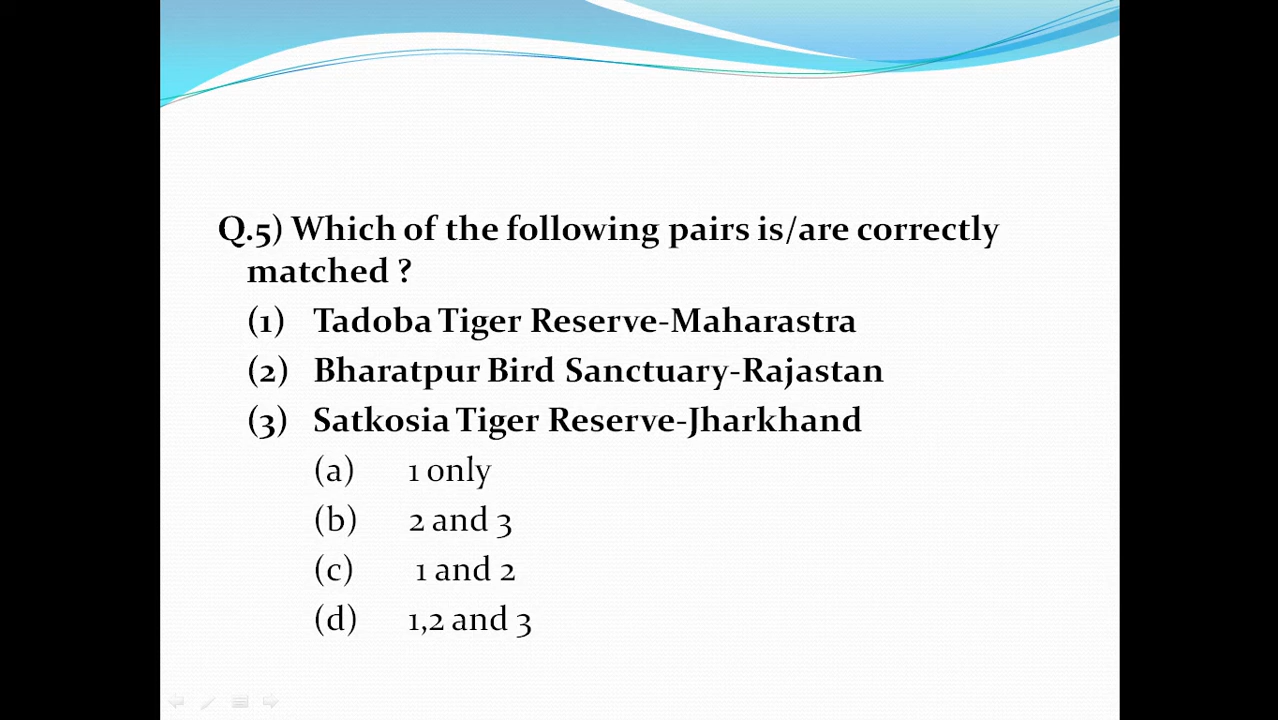 Q.5) Which of the following pairs is/are correctly
matched ?
(1) Tadoba Tiger Reserve-Maharastra
(2) Bharatpur Bird Sanctuary-Rajastan
(3) Satkosia Tiger Reserve-Jharkhand
(a) 1 only
(b) 2 and 3
(c) 1 and 2
(d) 1,2 and 3